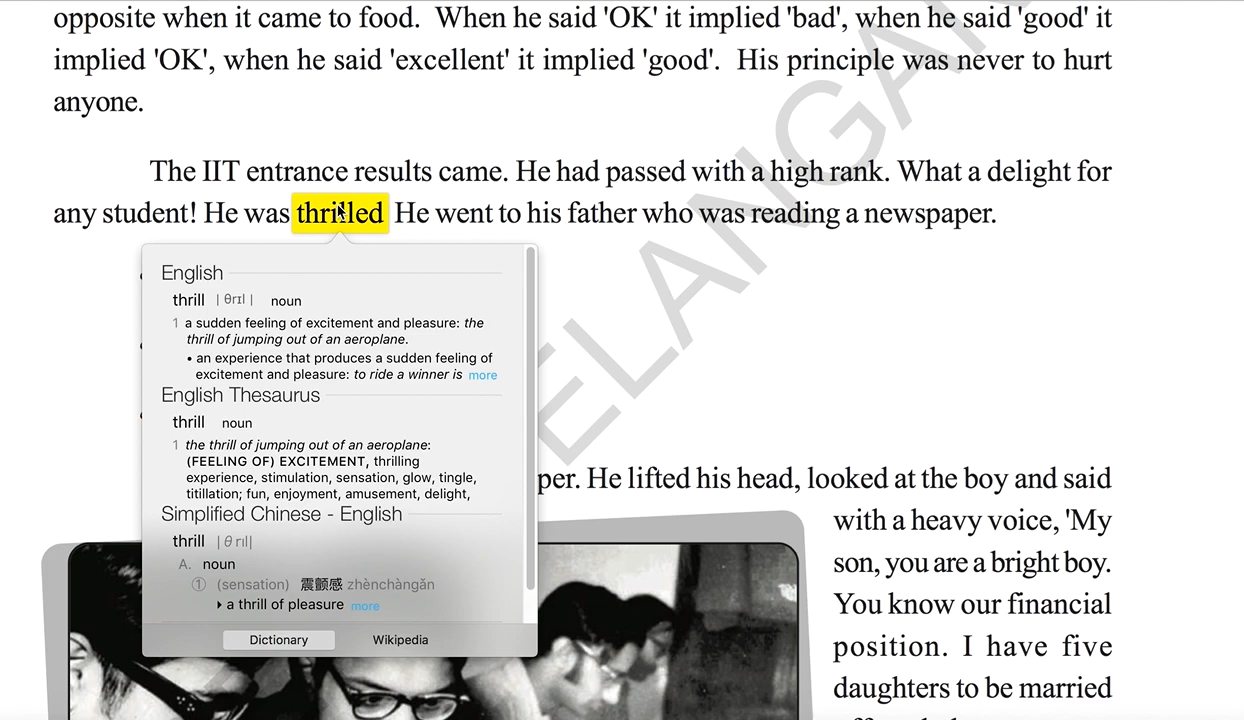 opposite when it came to food. When he said 'OK' it implied 'bad', when he said 'good' it
implied 'OK', when he said 'excellent' it implied 'good'. His principle was never to hurt
anyone.
The IIT entrance results came. He had passed with a high rank. What a delight for
any student! He was thrilled He went to his father who was reading a newspaper.
English
thrill | θrɪl | noun
1 a sudden feeling of excitement and pleasure: the
thrill of jumping out of an aeroplane.
• an experience that produces a sudden feeling of
excitement and pleasure: to ride a winner is more
English Thesaurus
thrill noun
1 the thrill of jumping out of an aeroplane:
(FEELING OF) EXCITEMENT, thrilling
experience, stimulation, sensation, glow, tingle,
titillation; fun, enjoyment, amusement, delight,
Simplified Chinese - English
thrill |θrɪl|
A. noun
① (sensation) 震颤感 zhènchàngǎn
▸ a thrill of pleasure more
Dictionary Wikipedia
per. He lifted his head, looked at the boy and said
with a heavy voice, 'My
son, you are a bright boy.
You know our financial
position. I have five
daughters to be married
ELANGAN